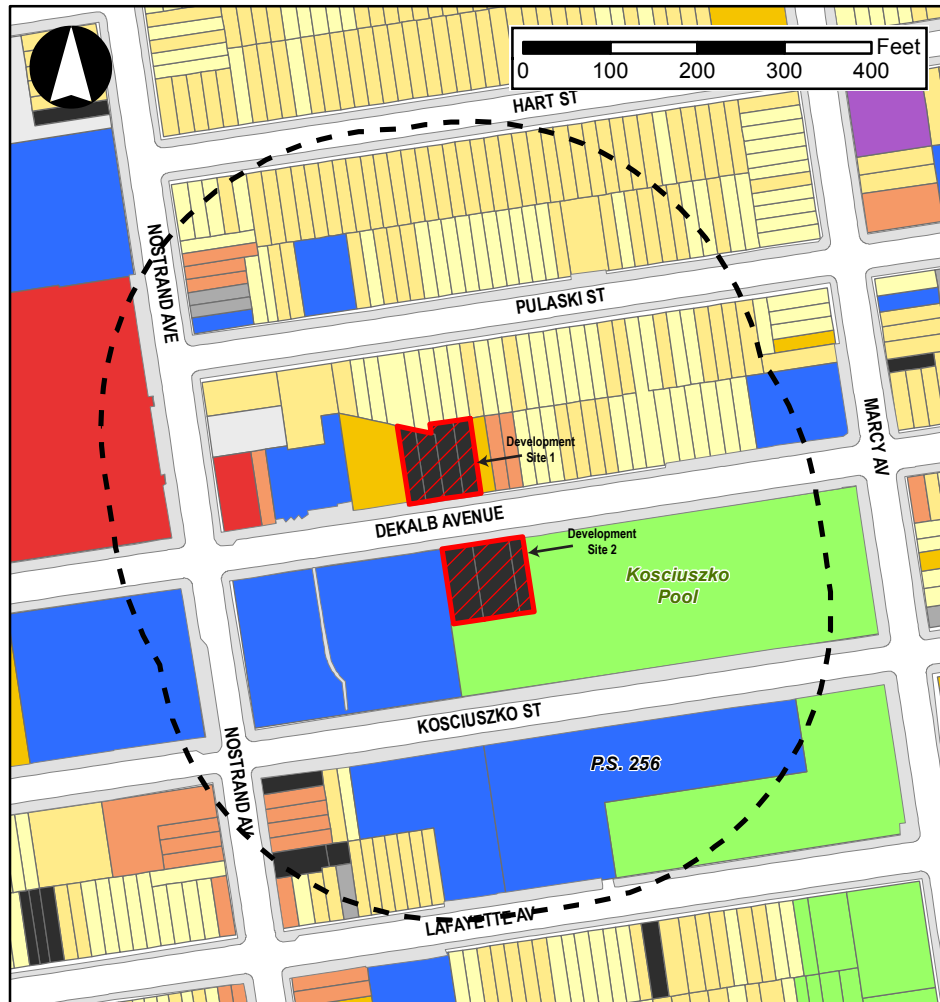 Feet
0 100 200 300 400
HART ST
NOSTRAND AVE
PULASKI ST
MARCY AV
Development
Site 1
DEKALB AVENUE
Development
Site 2
Kosciuszko
Pool
KOSCIUSZKO ST
NOSTRAND AV
P.S. 256
LAFAYETTE AV